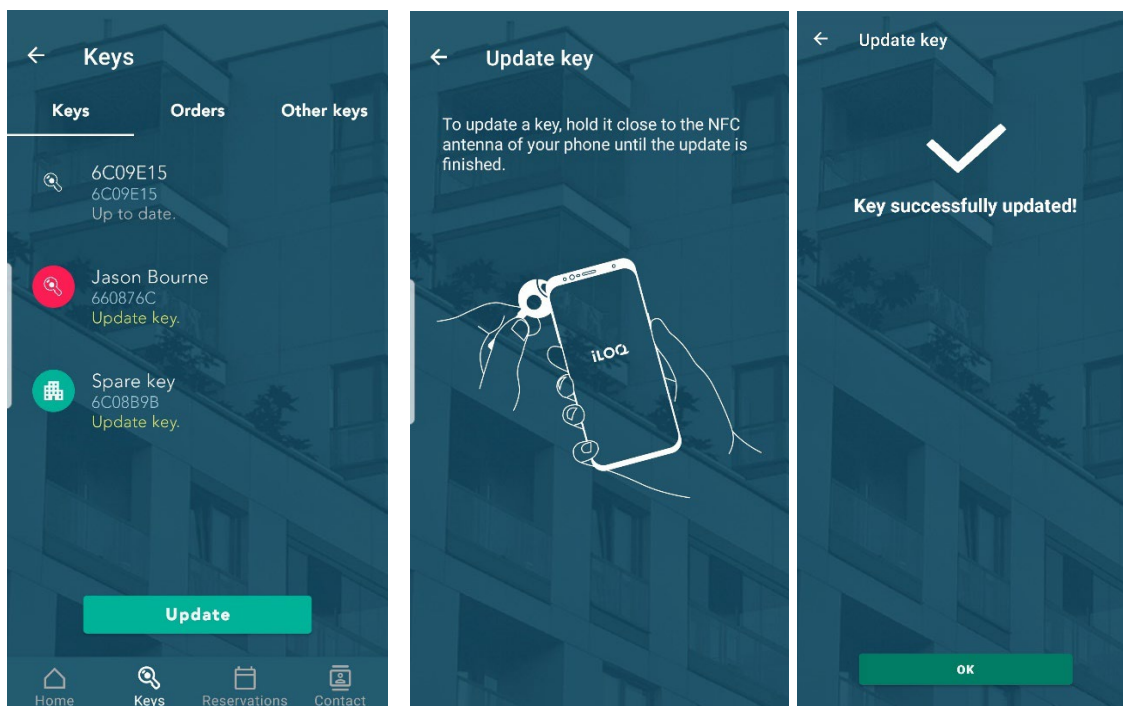 Keys
Keys Orders Other keys
6C09E15
6C09E15
Up to date.
Jason Bourne
660876C
Update key.
Spare key
6C08B9B
Update key.
Update
Home Keys Reservations Contact
Update key
To update a key, hold it close to the NFC
antenna of your phone until the update is
finished.
iLOQ
Update key
Key successfully updated!
OK